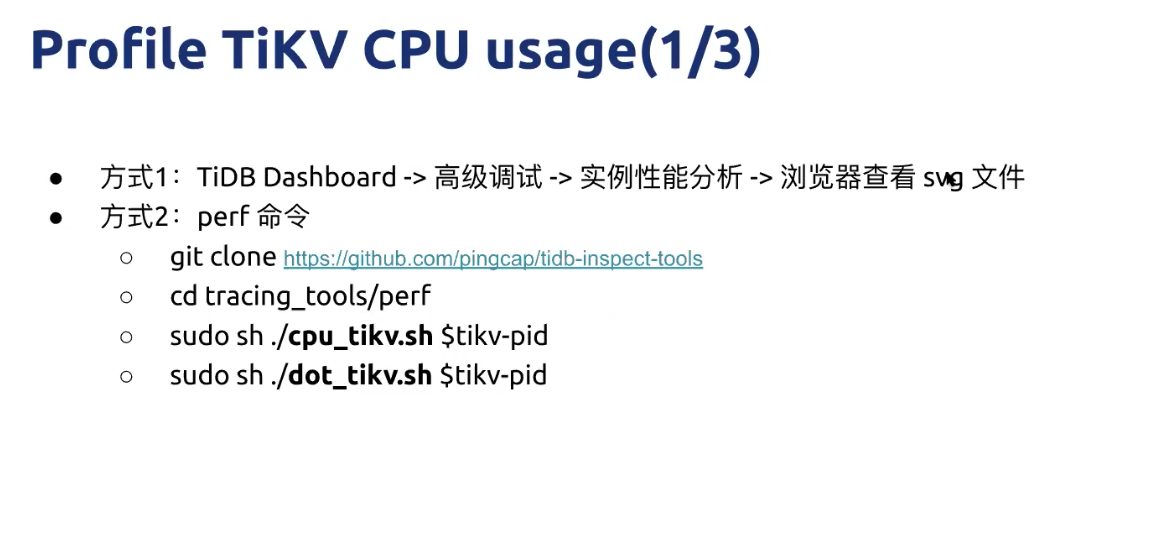 Profile TiKV CPU usage(1/3)
● 方式1：TiDB Dashboard -> 高级调试 -> 实例性能分析 -> 浏览器查看 svg 文件
● 方式2：perf 命令
○ git clone https://github.com/pingcap/tidb-inspect-tools
○ cd tracing_tools/perf
○ sudo sh ./cpu_tikv.sh $tikv-pid
○ sudo sh ./dot_tikv.sh $tikv-pid